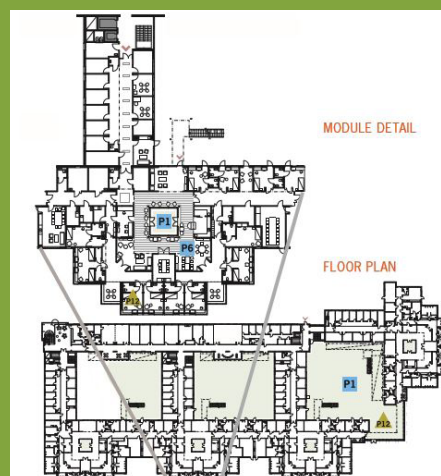 MODULE DETAIL
P1
P6
FLOOR PLAN
P12
P1
P12